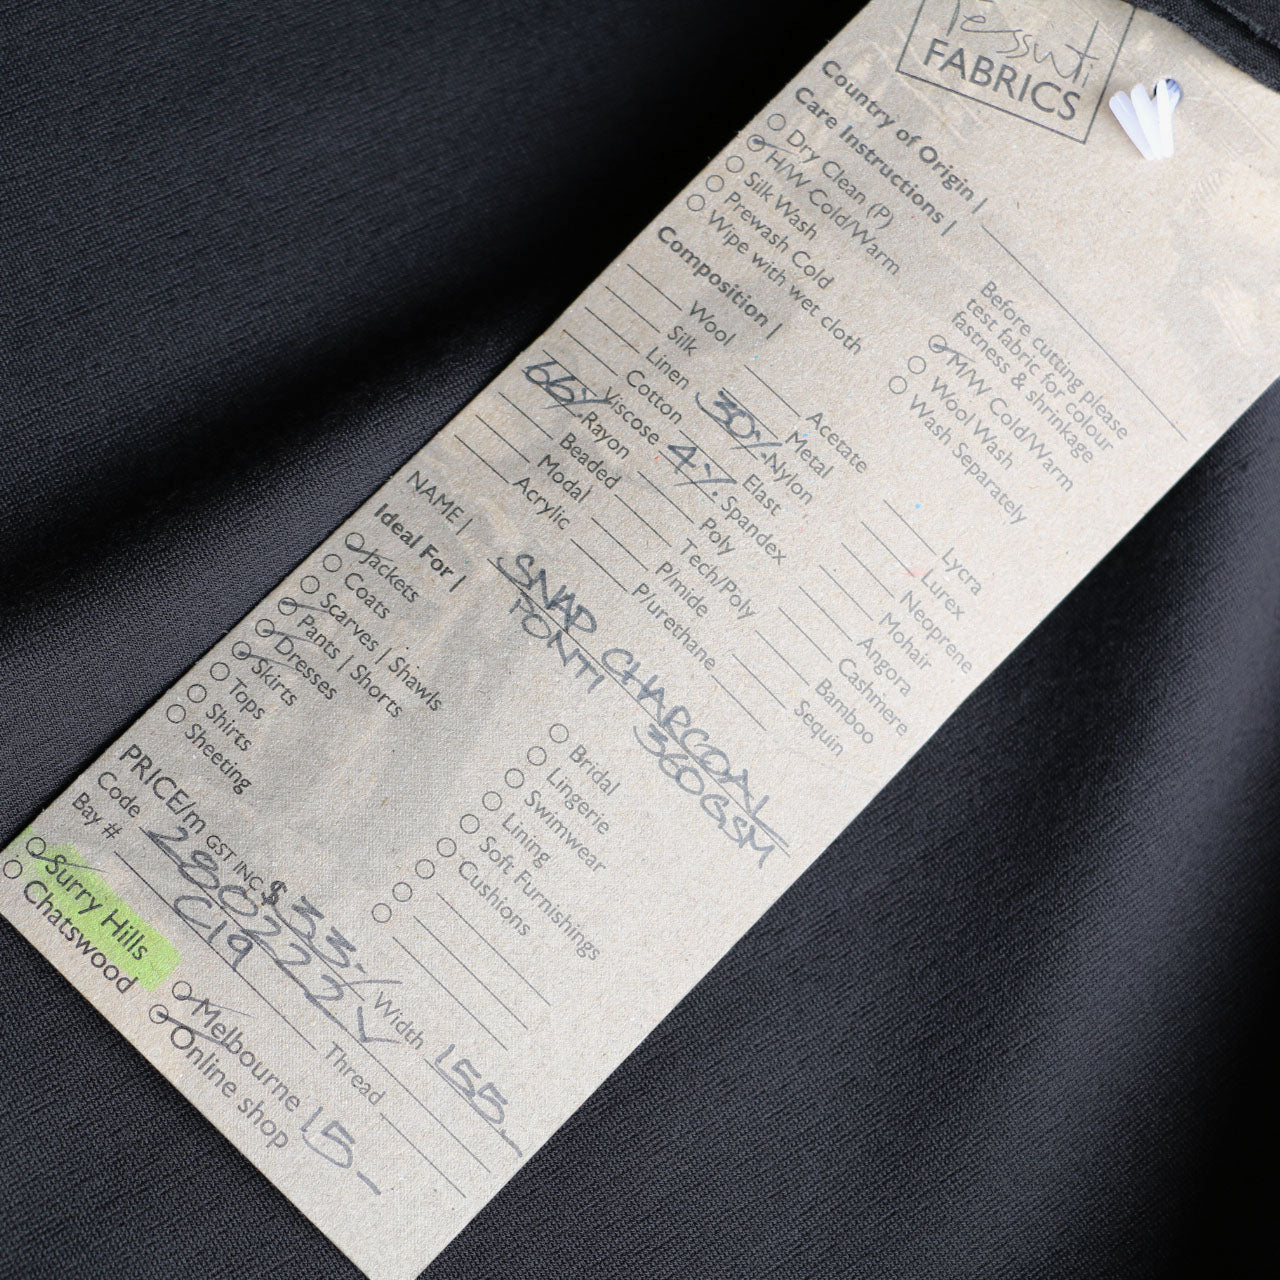 Tessuti
FABRICS
Country of Origin |
Care Instructions |
Dry Clean (P)
H/W Cold/Warm
Silk Wash
Prewash Cold
Wipe with wet cloth
Before cutting please
test fabric for colour
fastness & shrinkage
M/W Cold/Warm
Wool Wash
Wash Separately
Composition |
Wool
Silk
Linen
Cotton
Viscose
66% Rayon
Beaded
Modal
Acrylic
Acetate
Metal
30% Nylon
Elast
4% Spandex
Poly
Tech/Poly
P/mide
P/urethane
Lycra
Lurex
Neoprene
Mohair
Angora
Cashmere
Bamboo
Sequin
NAME | SNAP CHARCOAL
PONTI 360GSM
Ideal For |
Jackets
Coats
Scarves | Shawls
Pants | Shorts
Dresses
Skirts
Tops
Shirts
Sheeting
Bridal
Lingerie
Swimwear
Lining
Soft Furnishings
Cushions
PRICE/m GST INC $33- Width 155
Code 280222
Bay # C19 Thread
Surry Hills
Chatswood
Melbourne 15-
Online shop